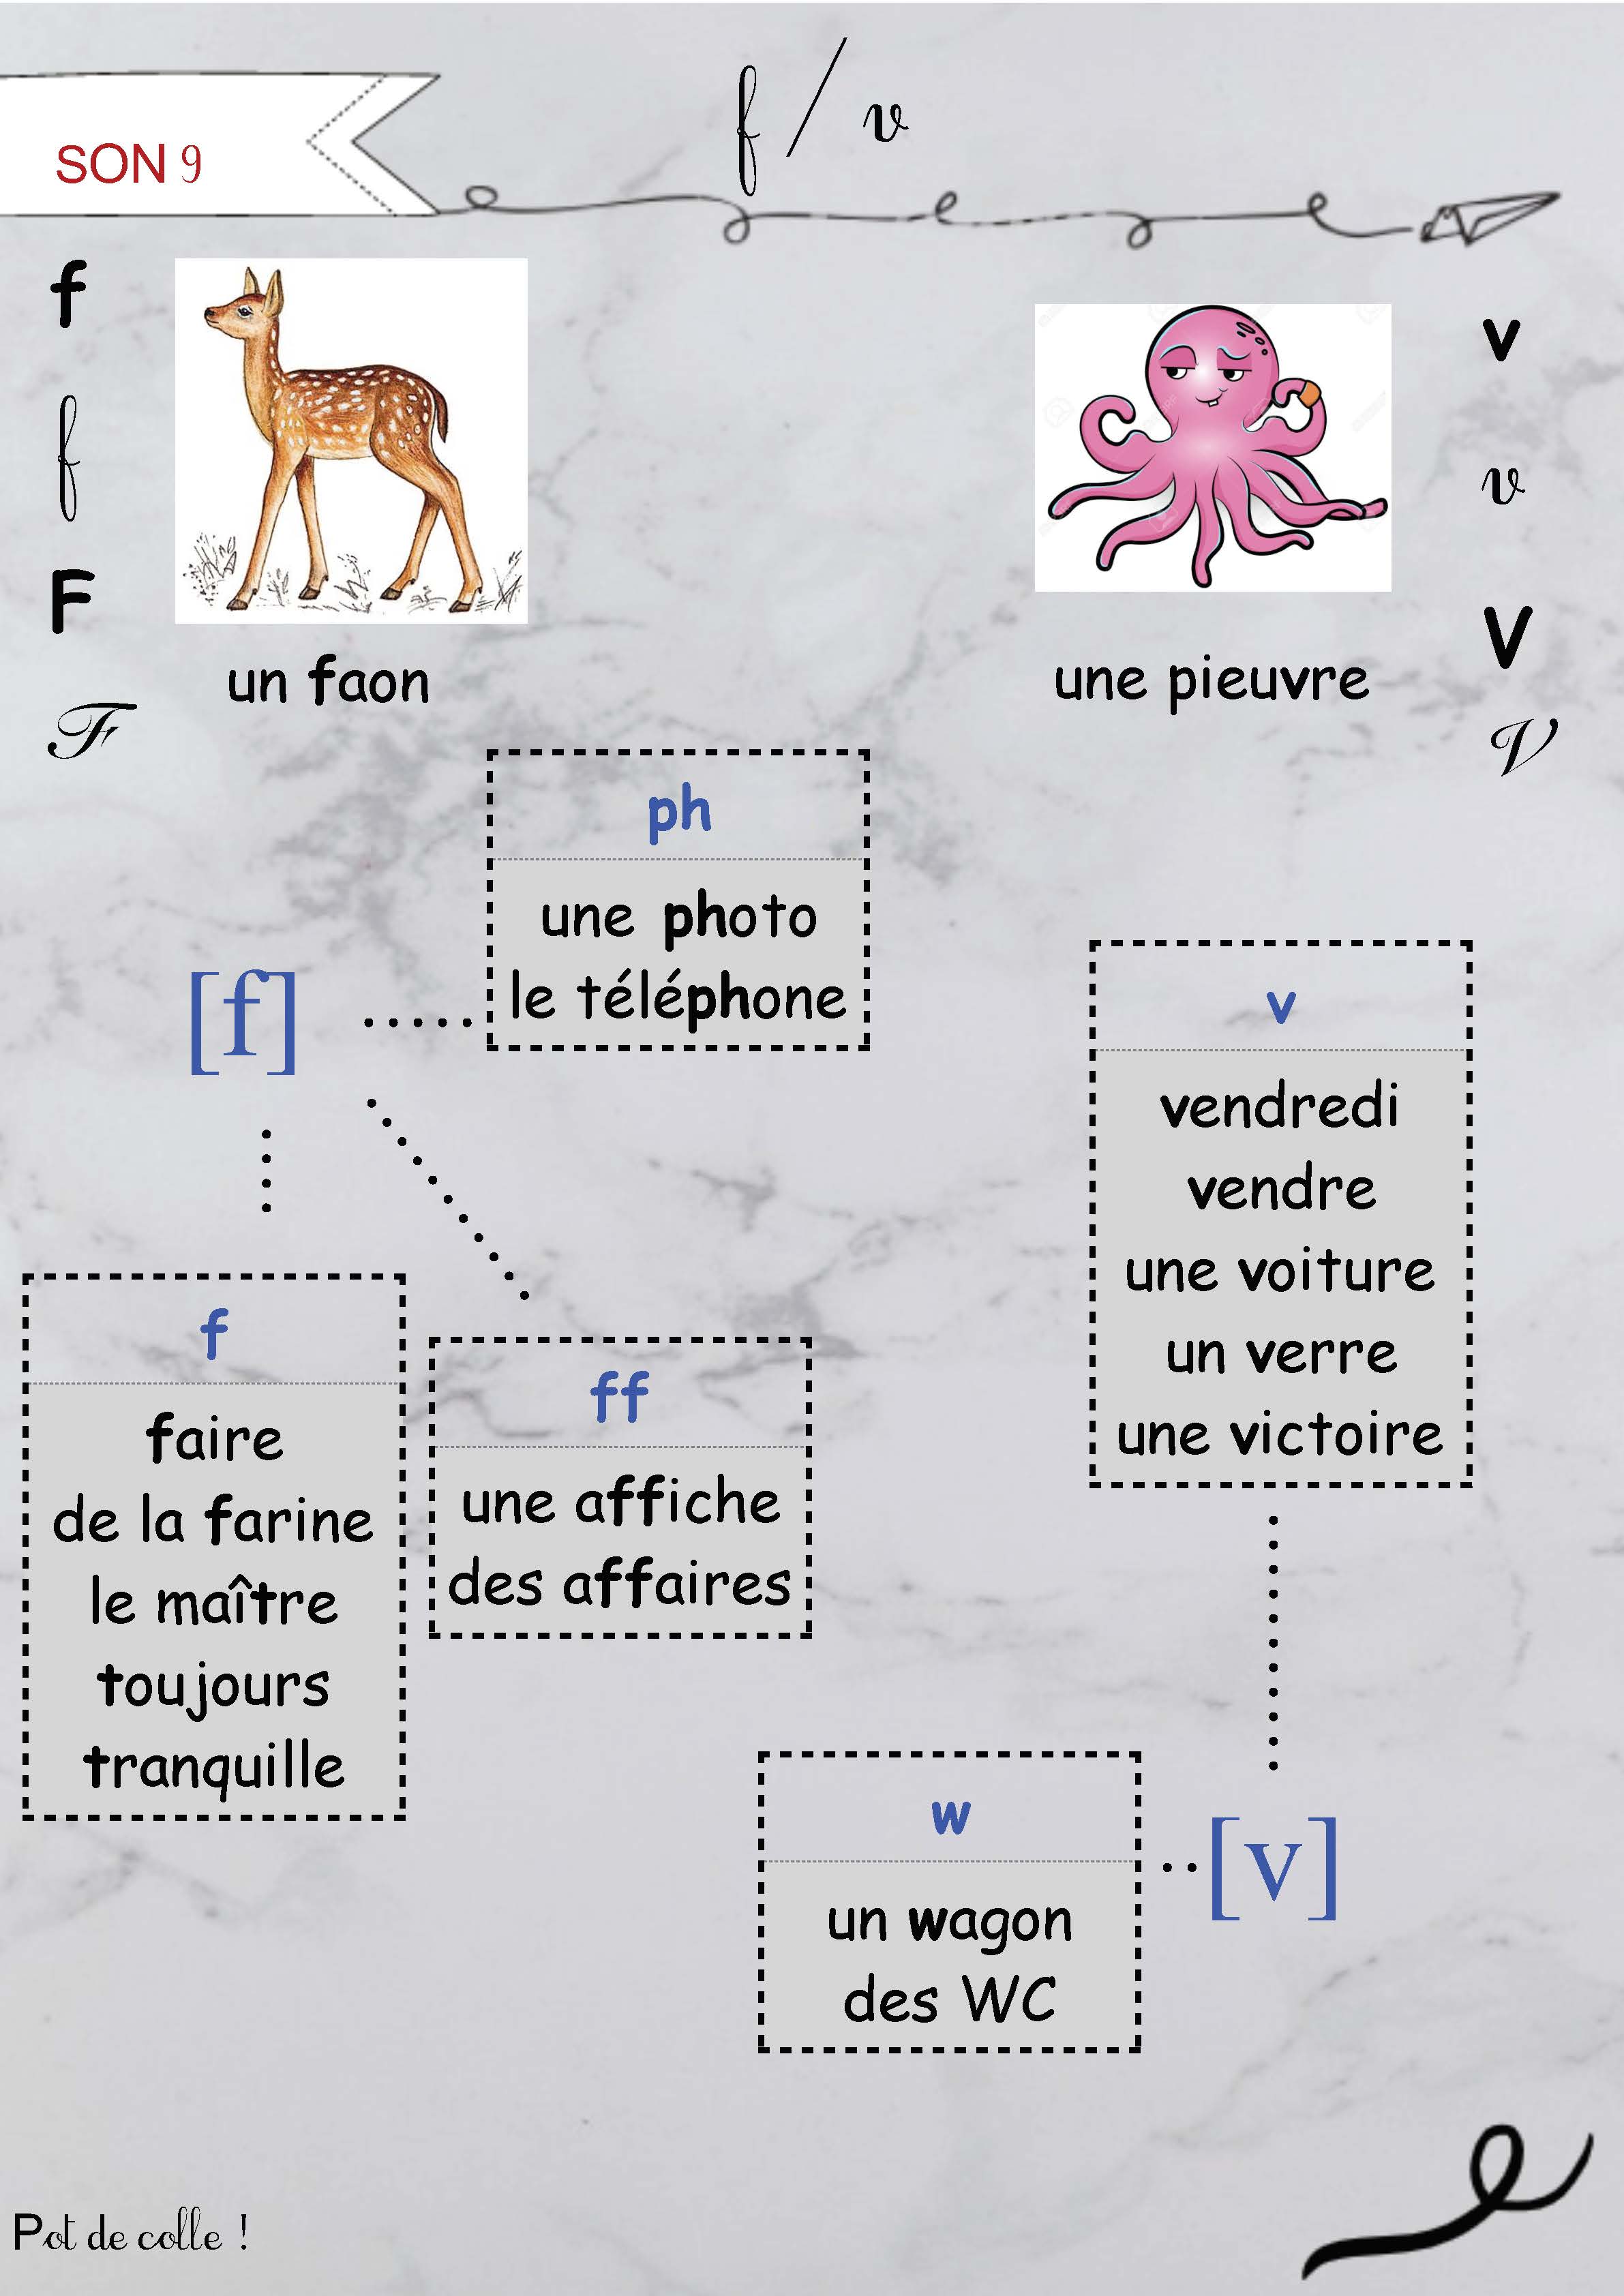 f / v
SON 9
f
f
F
F
un faon
v
v
V
V
une pieuvre
ph
une photo
le téléphone
[f]
f
faire
de la farine
le maître
toujours
tranquille
ff
une affiche
des affaires
v
vendredi
vendre
une voiture
un verre
une victoire
w
un wagon
des WC
[v]
Pot de colle !